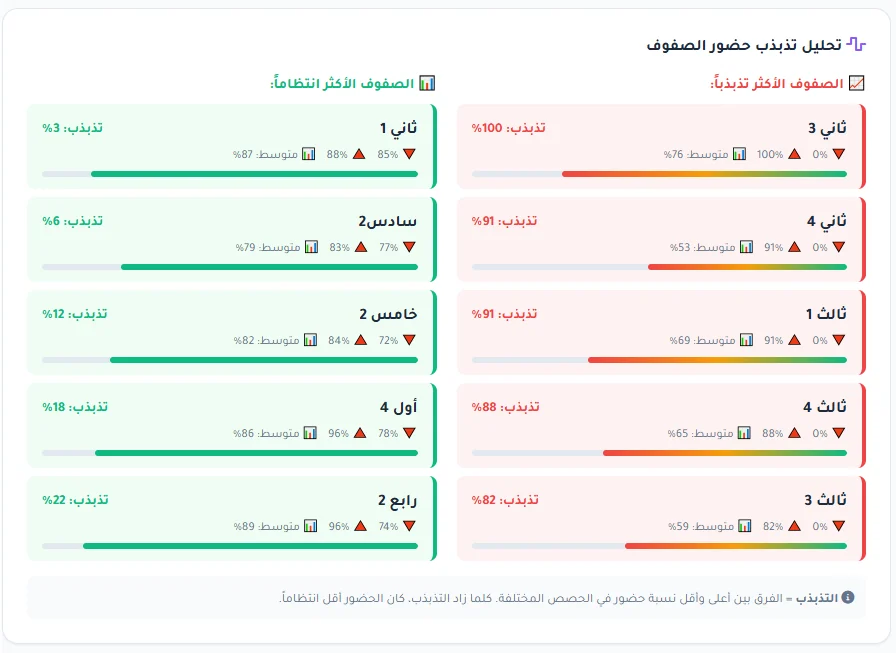 تحليل تذبذب حضور الصفوف
الصفوف الأكثر تذبذباً:
ثاني 3
تذبذب: 100%
0% 100% متوسط: 76%
ثاني 4
تذبذب: 91%
0% 91% متوسط: 53%
ثالث 1
تذبذب: 91%
0% 91% متوسط: 69%
ثالث 4
تذبذب: 88%
0% 88% متوسط: 65%
ثالث 3
تذبذب: 82%
0% 82% متوسط: 59%
الصفوف الأكثر انتظاماً:
ثاني 1
تذبذب: 3%
85% 88% متوسط: 87%
سادس2
تذبذب: 6%
77% 83% متوسط: 79%
خامس 2
تذبذب: 12%
72% 84% متوسط: 82%
أول 4
تذبذب: 18%
78% 96% متوسط: 86%
رابع 2
تذبذب: 22%
74% 96% متوسط: 89%
التذبذب = الفرق بين أعلى وأقل نسبة حضور في الحصص المختلفة. كلما زاد التذبذب، كان الحضور أقل انتظاماً.